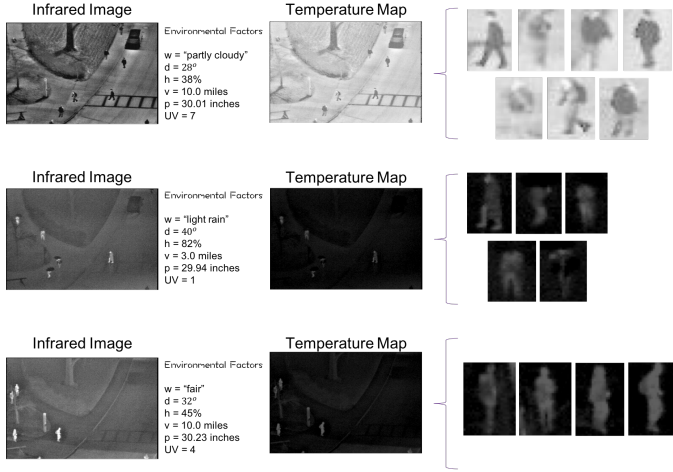 Infrared Image
Environmental Factors
Temperature Map
w = “partly cloudy”
d = 28°
h = 38%
v = 10.0 miles
p = 30.01 inches
UV = 7
Infrared Image
Environmental Factors
Temperature Map
w = “light rain”
d = 40°
h = 82%
v = 3.0 miles
p = 29.94 inches
UV = 1
Infrared Image
Environmental Factors
Temperature Map
w = “fair”
d = 32°
h = 45%
v = 10.0 miles
p = 30.23 inches
UV = 4